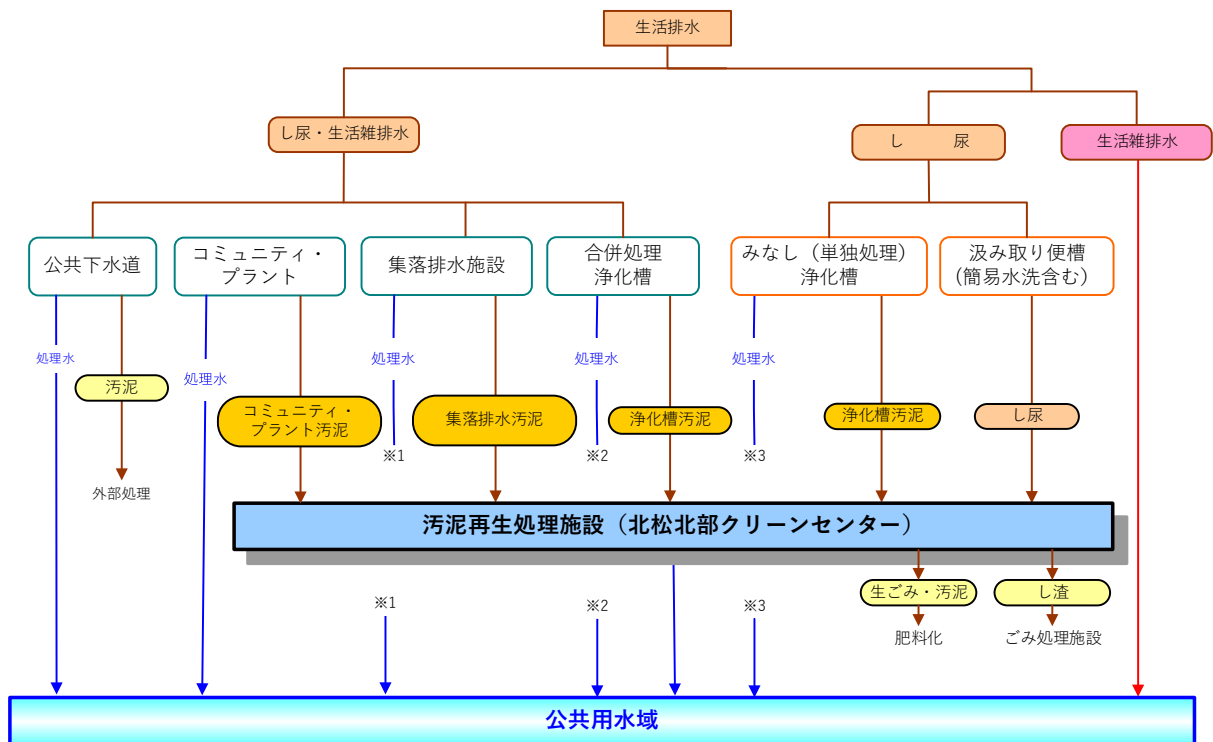 生活排水
し尿・生活雑排水
し　　尿
生活雑排水
公共下水道
コミュニティ・
プラント
集落排水施設
合併処理
浄化槽
みなし（単独処理）
浄化槽
汲み取り便槽
(簡易水洗含む）
処理水
処理水
処理水
処理水
処理水
汚泥
コミュニティ・
プラント汚泥
集落排水汚泥
浄化槽汚泥
浄化槽汚泥
し尿
※1
※2
※3
外部処理
汚泥再生処理施設（北松北部クリーンセンター）
生ごみ・汚泥
し渣
※1
※2
※3
肥料化
ごみ処理施設
公共用水域